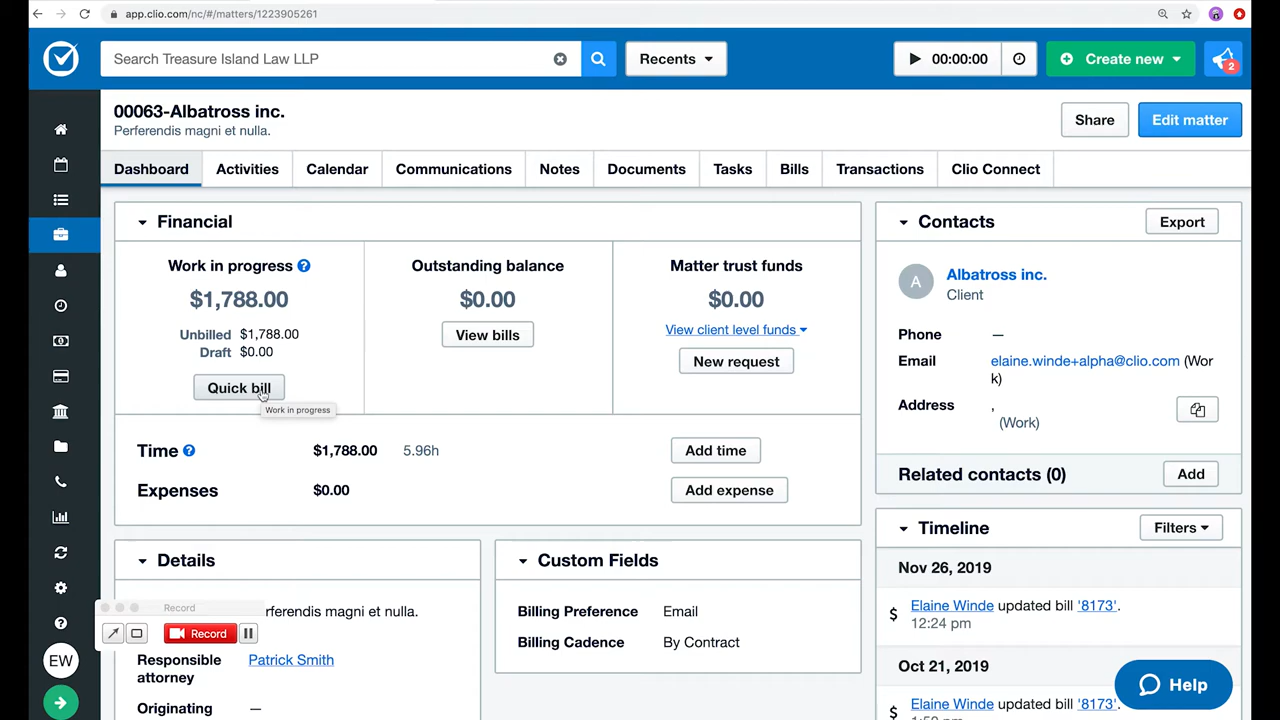 app.clio.com/nc/#/matters/1223905261
Search Treasure Island Law LLP
Recents
00:00:00
Create new
2
00063-Albatross inc.
Perferendis magni et nulla.
Share
Edit matter
Dashboard
Activities
Calendar
Communications
Notes
Documents
Tasks
Bills
Transactions
Clio Connect
Financial
Work in progress ?
$1,788.00
Unbilled $1,788.00
Draft $0.00
Quick bill
Work in progress
Outstanding balance
$0.00
View bills
Matter trust funds
$0.00
View client level funds
New request
Time ? $1,788.00 5.96h Add time
Expenses $0.00 Add expense
Contacts
Export
A
Albatross inc.
Client
Phone —
Email elaine.winde+alpha@clio.com (Wor
k)
Address ,
(Work)
Related contacts (0) Add
Details
rferendis magni et nulla.
Responsible Patrick Smith
attorney
Originating —
Custom Fields
Billing Preference Email
Billing Cadence By Contract
Timeline
Filters
Nov 26, 2019
$ Elaine Winde updated bill '8173'.
12:24 pm
Oct 21, 2019
$ Elaine Winde updated bill '8173'.
Record
Record
?
EW
Help